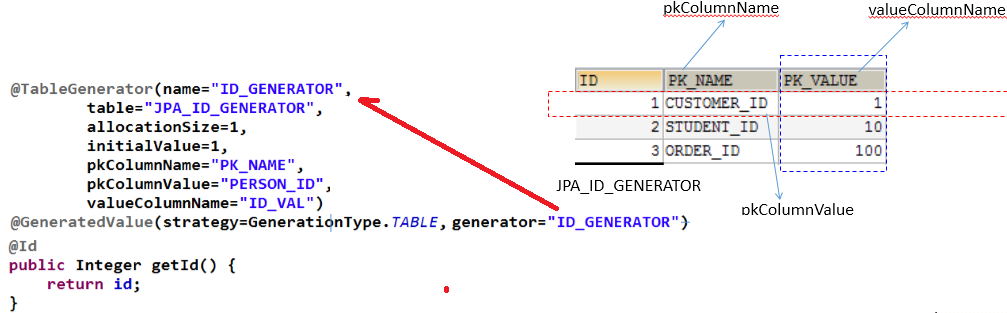 pkColumnName
valueColumnName
@TableGenerator(name="ID_GENERATOR",
table="JPA_ID_GENERATOR",
allocationSize=1,
initialValue=1,
pkColumnName="PK_NAME",
pkColumnValue="PERSON_ID",
valueColumnName="ID_VAL")
@GeneratedValue(strategy=GenerationType.TABLE,generator="ID_GENERATOR")
@Id
public Integer getId() {
return id;
}
ID PK_NAME PK_VALUE
1 CUSTOMER_ID 1
2 STUDENT_ID 10
3 ORDER_ID 100
JPA_ID_GENERATOR
pkColumnValue